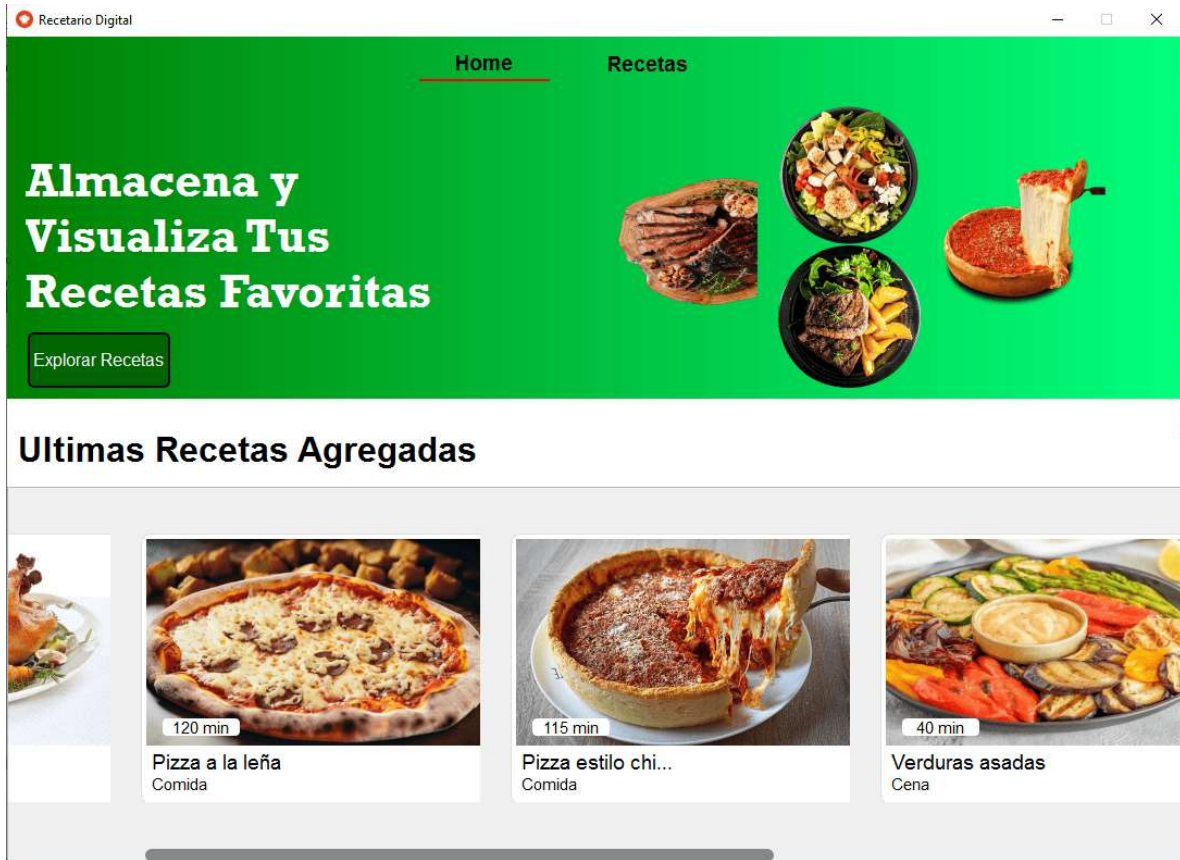 Recetario Digital
Home
Recetas
Almacena y
Visualiza Tus
Recetas Favoritas
Explorar Recetas
Ultimas Recetas Agregadas
120 min
Pizza a la leña
Comida
115 min
Pizza estilo chi...
Comida
40 min
Verduras asadas
Cena